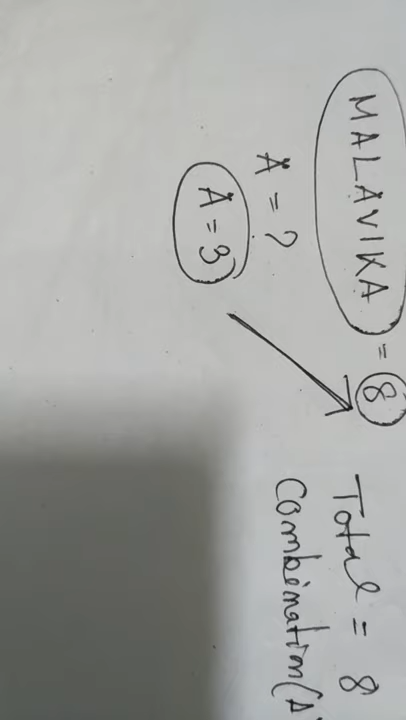 MALAVIKA = 8
A = ?
A = 3
Total = 8
Combination(A